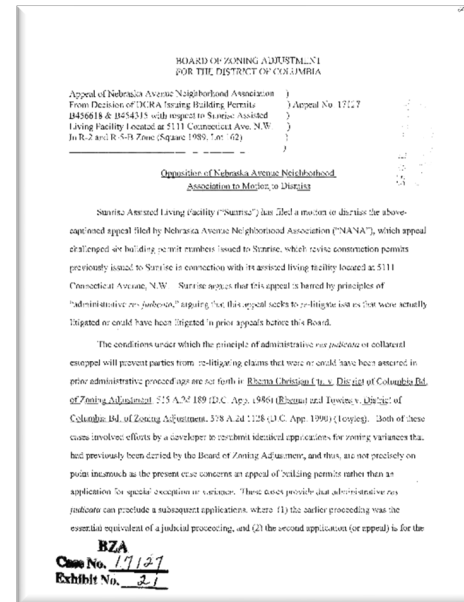 BOARD OF ZONING ADJUSTMENT
FOR THE DISTRICT OF COLUMBIA
Appeal of Nebraska Avenue Neighborhood Association )
From Decision of DCRA Issuing Building Permits ) Appeal No. 17127
B456618 & B454315 with respect to Sunrise Assisted )
Living Facility Located at 5111 Connecticut Ave. N.W. )
In R-2 and R-5-B Zone (Square 1989, Lot 162) )
)
Opposition of Nebraska Avenue Neighborhood
Association to Motion to Dismiss
Sunrise Assisted Living Facility ("Sunrise") has filed a motion to dismiss the above-
captioned appeal filed by Nebraska Avenue Neighborhood Association ("NANA"), which appeal
challenged six building permit numbers issued to Sunrise, which revise construction permits
previously issued to Sunrise in connection with its assisted living facility located at 5111
Connecticut Avenue, N.W. Sunrise argues that this appeal is barred by principles of
"administrative res judicata," arguing that this appeal seeks to re-litigate issues that were actually
litigated or could have been litigated in prior appeals before this Board.
The conditions under which the principle of administrative res judicata or collateral
estoppel will prevent parties from re-litigating claims that were or could have been asserted in
prior administrative proceedings are set forth in Rhema Christian Ctr. v. District of Columbia Bd.
of Zoning Adjustment, 515 A.2d 189 (D.C. App. 1986) (Rhema) and Towles v. District of
Columbia Bd. of Zoning Adjustment, 578 A.2d 1128 (D.C. App. 1990) (Towles). Both of these
cases involved efforts by a developer to resubmit identical applications for zoning variances that
had previously been denied by the Board of Zoning Adjustment, and thus, are not precisely on
point inasmuch as the present case concerns an appeal of building permits rather than an
application for special exception or variance. These cases provide that administrative res
judicata can preclude a subsequent applications, where (1) the earlier proceeding was the
essential equivalent of a judicial proceeding, and (2) the second application (or appeal) is for the
BZA
Case No. 17127
Exhibit No. 21